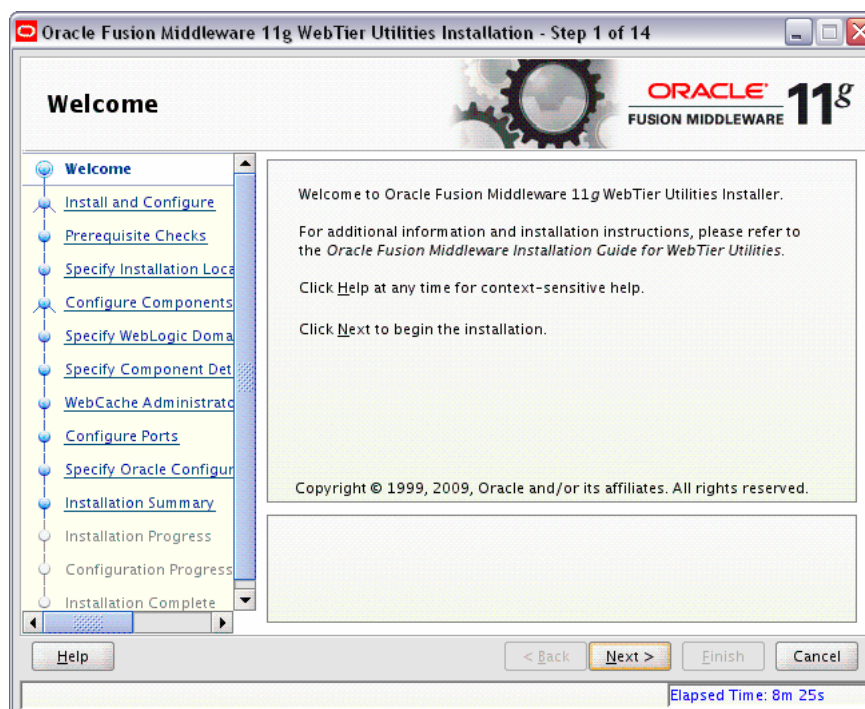 Oracle Fusion Middleware 11g WebTier Utilities Installation - Step 1 of 14
Welcome
ORACLE
FUSION MIDDLEWARE
11g
Welcome
Install and Configure
Prerequisite Checks
Specify Installation Loca
Configure Components
Specify WebLogic Doma
Specify Component Det
WebCache Administrato
Configure Ports
Specify Oracle Configur
Installation Summary
Installation Progress
Configuration Progress
Installation Complete
Welcome to Oracle Fusion Middleware 11g WebTier Utilities Installer.
For additional information and installation instructions, please refer to
the Oracle Fusion Middleware Installation Guide for WebTier Utilities.
Click Help at any time for context-sensitive help.
Click Next to begin the installation.
Copyright © 1999, 2009, Oracle and/or its affiliates. All rights reserved.
Help
< Back
Next >
Finish
Cancel
Elapsed Time: 8m 25s